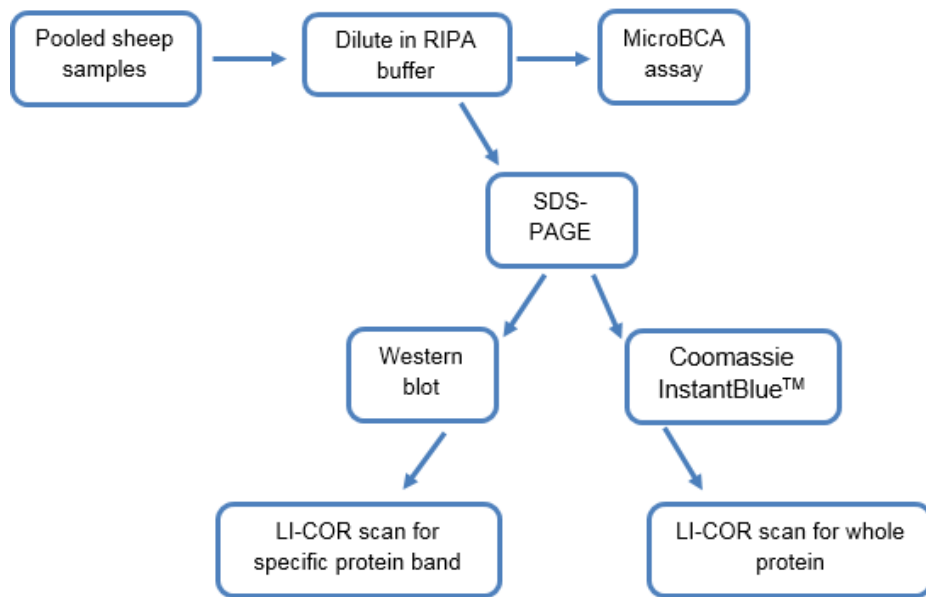 Pooled sheep
samples
Dilute in RIPA
buffer
MicroBCA
assay
SDS-
PAGE
Western
blot
Coomassie
InstantBlue™
LI-COR scan for
specific protein band
LI-COR scan for whole
protein